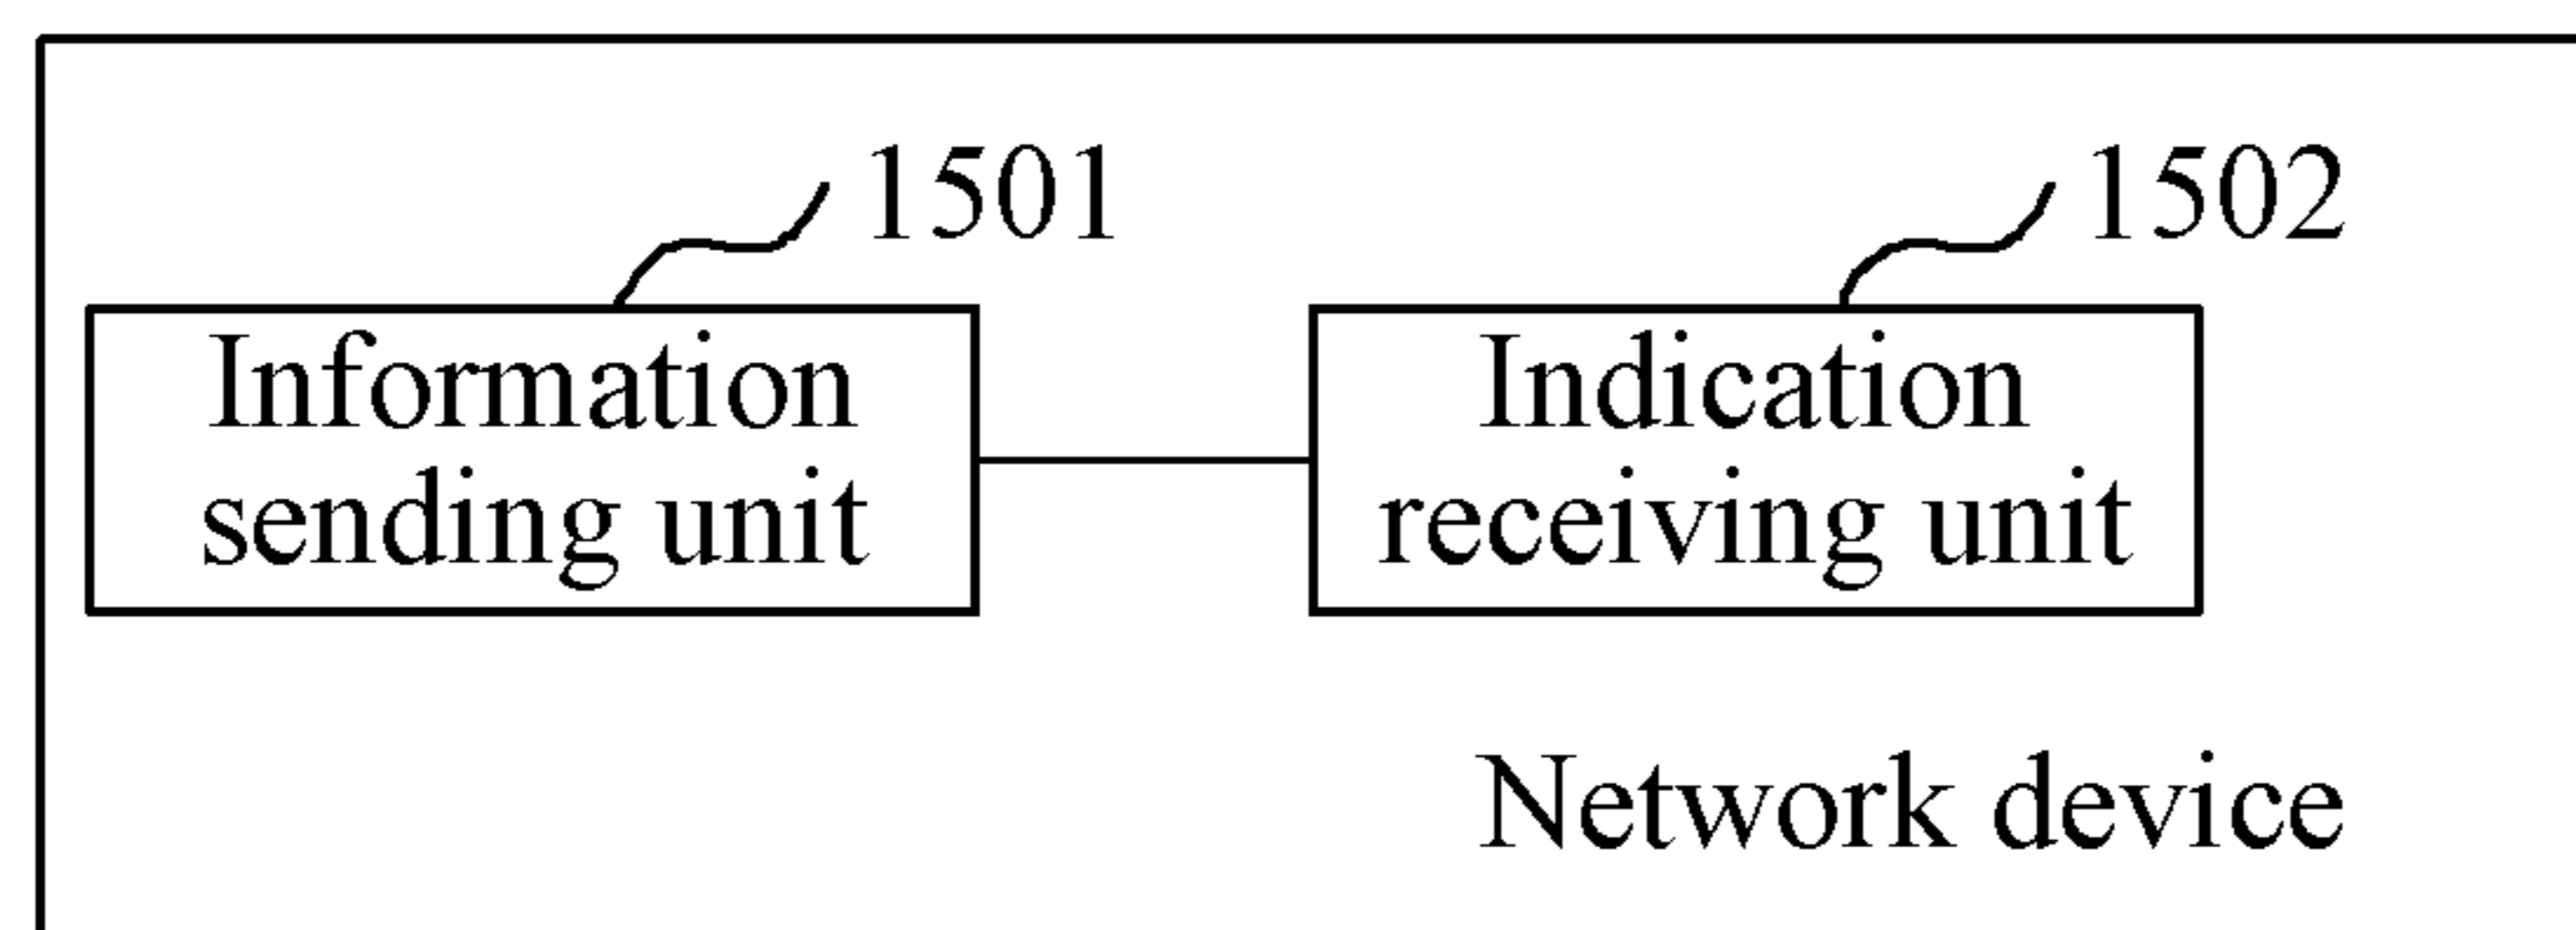 1501
1502
Information
sending unit
Indication
receiving unit
Network device